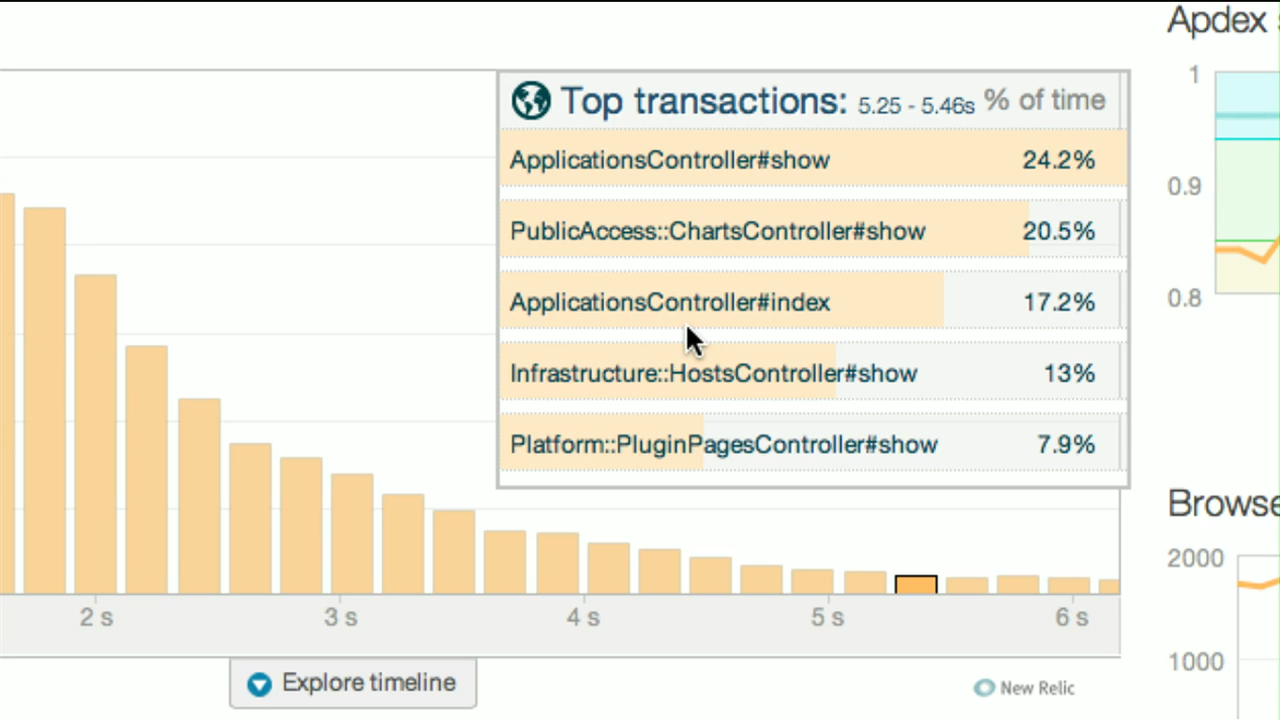 Apdex
Top transactions: 5.25 - 5.46s % of time
ApplicationsController#show 24.2%
PublicAccess::ChartsController#show 20.5%
ApplicationsController#index 17.2%
Infrastructure::HostsController#show 13%
Platform::PluginPagesController#show 7.9%
1
0.9
0.8
2 s 3 s 4 s 5 s 6 s
Explore timeline
New Relic
Browse
2000
1000